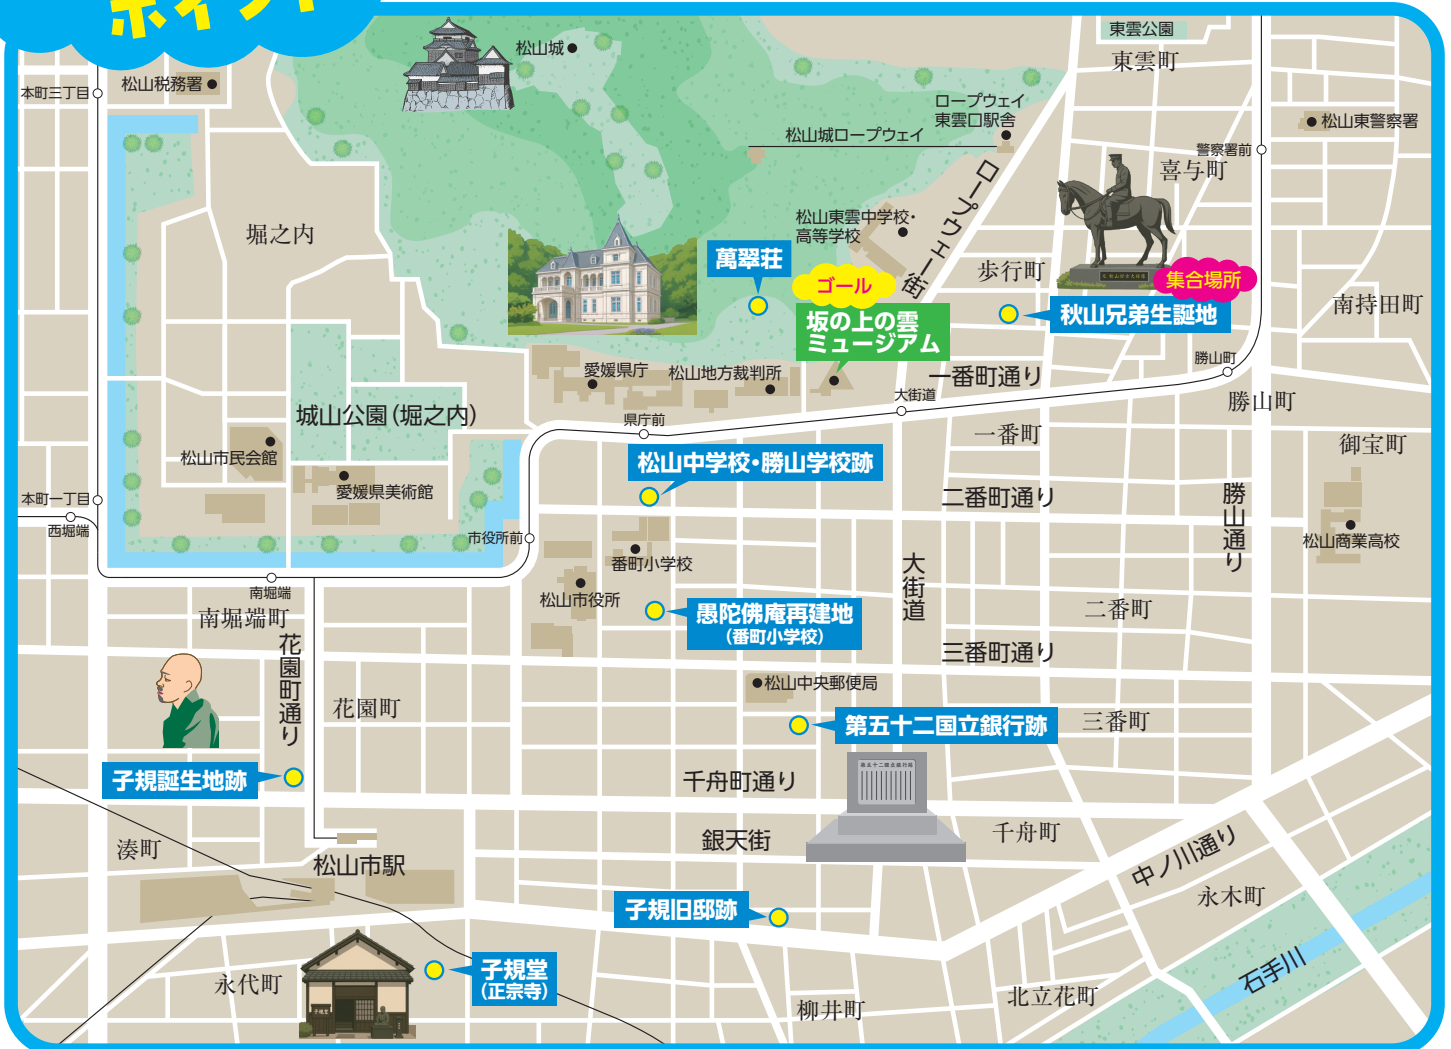 ポイント
東雲公園
東雲町
松山城
松山税務署
本町三丁目
ロープウェイ
東雲口駅舎
松山城ロープウェイ
松山東警察署
警察署前
喜与町
ロープウェー街
松山東雲中学校・
高等学校
堀之内
萬翠荘
歩行町
集合場所
ゴール
南持田町
坂の上の雲
ミュージアム
秋山兄弟生誕地
勝山町
愛媛県庁
松山地方裁判所
一番町通り
大街道
勝山町
城山公園(堀之内)
県庁前
一番町
御宝町
松山市民会館
松山中学校・勝山学校跡
愛媛県美術館
二番町通り
勝山通り
本町一丁目
西堀端
市役所前
松山商業高校
番町小学校
大街道
南堀端
松山市役所
南堀端町
愚陀佛庵再建地
(番町小学校)
二番町
花園町通り
三番町通り
松山中央郵便局
花園町
第五十二国立銀行跡
三番町
第五十二国立銀行跡
子規誕生地跡
千舟町通り
銀天街
千舟町
湊町
松山市駅
中ノ川通り
永木町
子規旧邸跡
石手川
子規堂
(正宗寺)
永代町
柳井町
北立花町